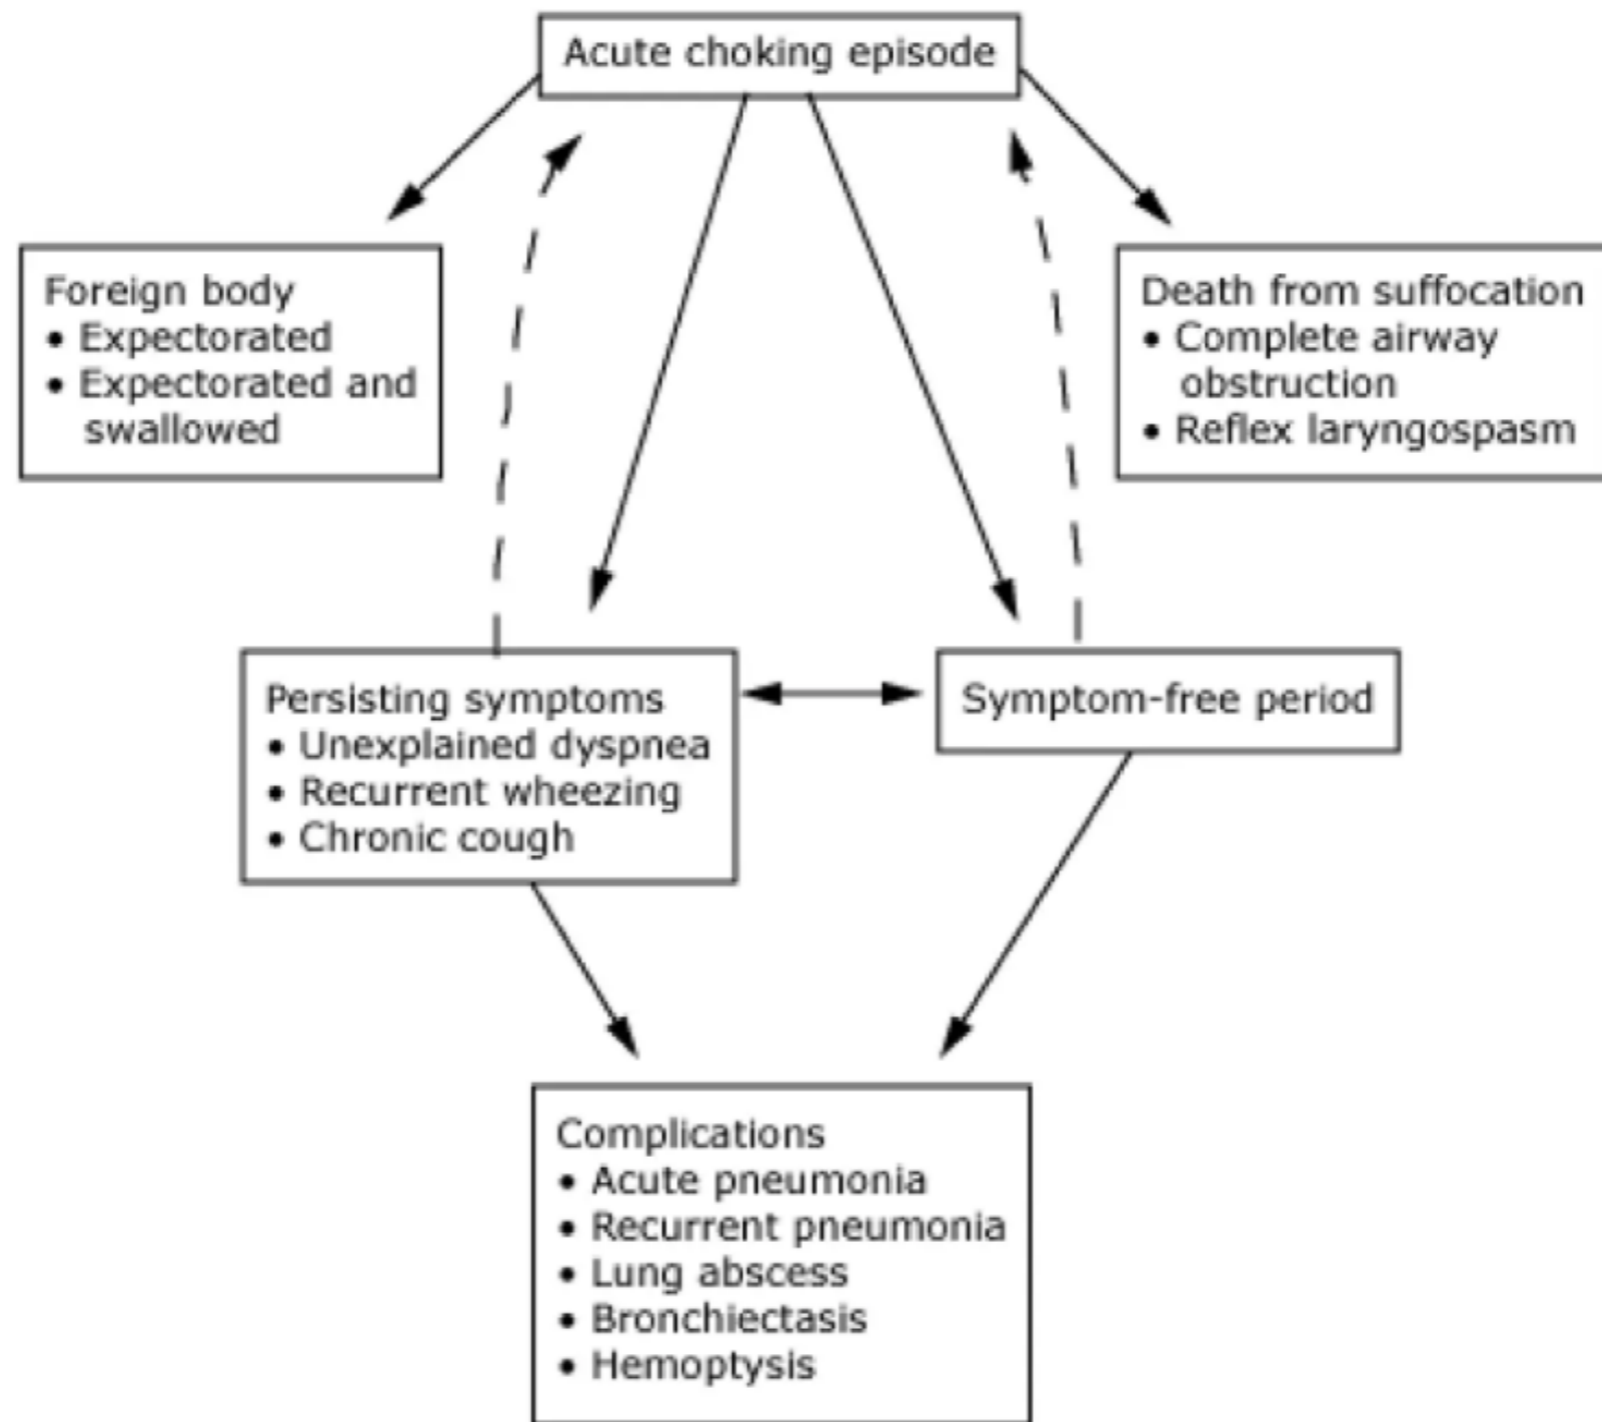 Acute choking episode
Foreign body
• Expectorated
• Expectorated and
swallowed
Death from suffocation
• Complete airway
obstruction
• Reflex laryngospasm
Persisting symptoms
• Unexplained dyspnea
• Recurrent wheezing
• Chronic cough
Symptom-free period
Complications
• Acute pneumonia
• Recurrent pneumonia
• Lung abscess
• Bronchiectasis
• Hemoptysis